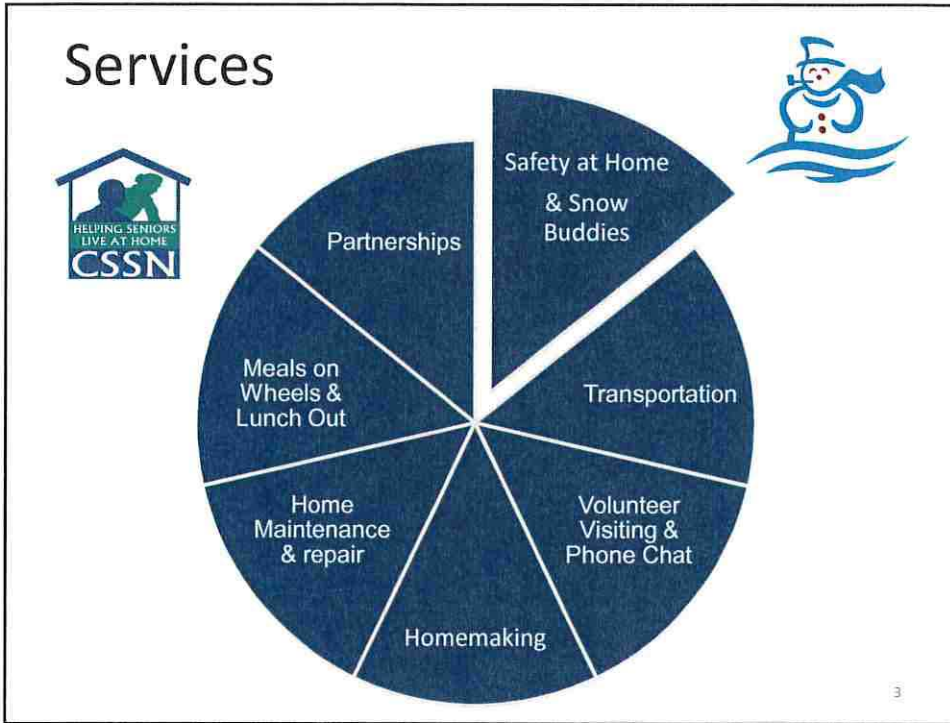 Services
HELPING SENIORS
LIVE AT HOME
CSSN
Safety at Home
& Snow
Buddies
Transportation
Volunteer
Visiting &
Phone Chat
Homemaking
Home
Maintenance
& repair
Meals on
Wheels &
Lunch Out
Partnerships
3